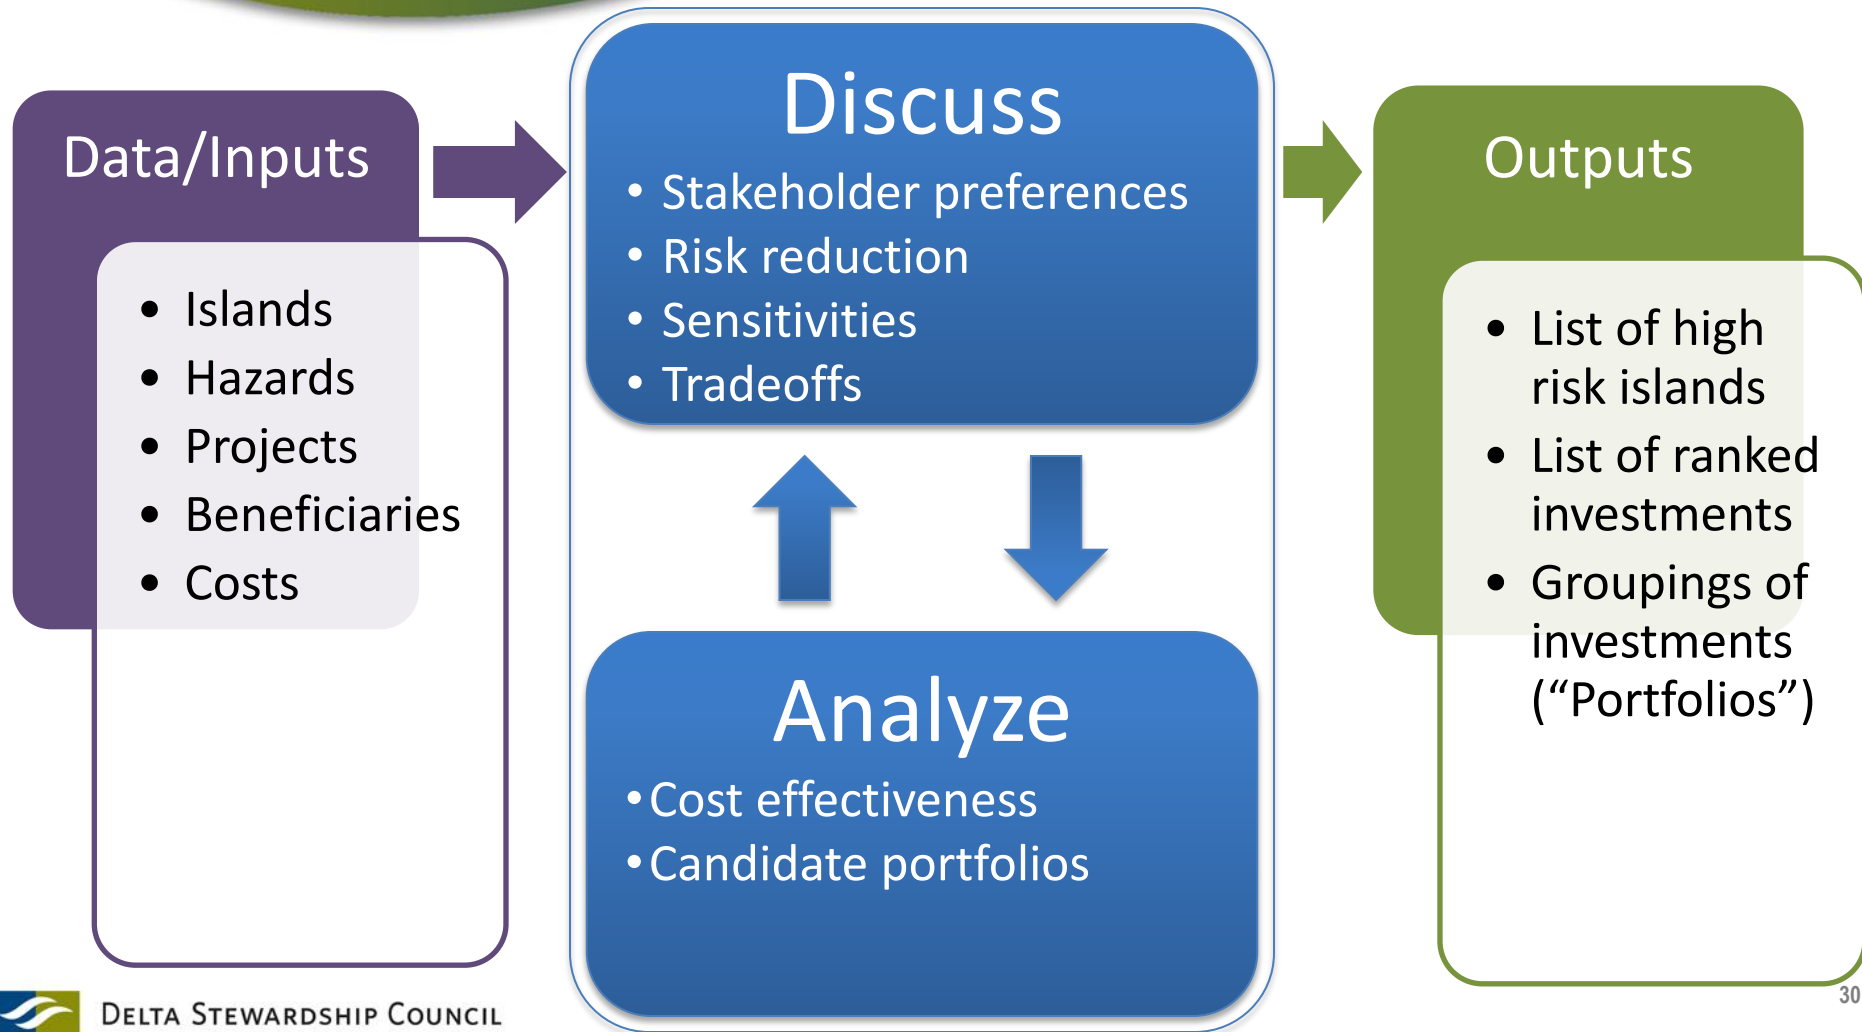 Data/Inputs
• Islands
• Hazards
• Projects
• Beneficiaries
• Costs
Discuss
• Stakeholder preferences
• Risk reduction
• Sensitivities
• Tradeoffs
Analyze
• Cost effectiveness
• Candidate portfolios
Outputs
• List of high
risk islands
• List of ranked
investments
• Groupings of
investments
(“Portfolios”)
DELTA STEWARDSHIP COUNCIL
30